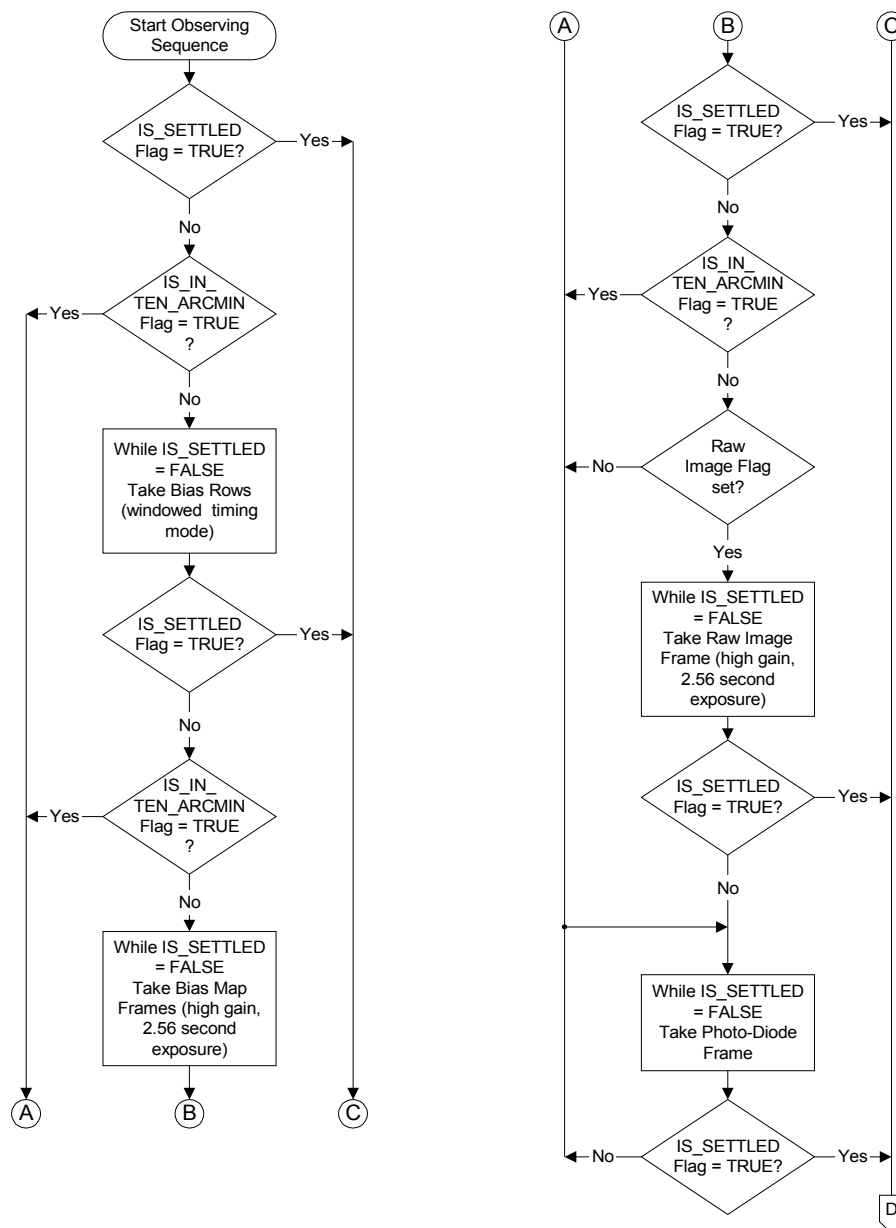 Start Observing
Sequence
IS_SETTLED
Flag = TRUE?
Yes
No
IS_IN_
TEN_ARCMIN
Flag = TRUE
?
Yes
No
While IS_SETTLED
= FALSE
Take Bias Rows
(windowed timing
mode)
IS_SETTLED
Flag = TRUE?
Yes
No
IS_IN_
TEN_ARCMIN
Flag = TRUE
?
Yes
No
While IS_SETTLED
= FALSE
Take Bias Map
Frames (high gain,
2.56 second
exposure)
A
B
C
A
B
C
IS_SETTLED
Flag = TRUE?
Yes
No
IS_IN_
TEN_ARCMIN
Flag = TRUE
?
Yes
No
Raw
Image Flag
set?
No
Yes
While IS_SETTLED
= FALSE
Take Raw Image
Frame (high gain,
2.56 second
exposure)
IS_SETTLED
Flag = TRUE?
Yes
No
While IS_SETTLED
= FALSE
Take Photo-Diode
Frame
IS_SETTLED
Flag = TRUE?
No
Yes
D